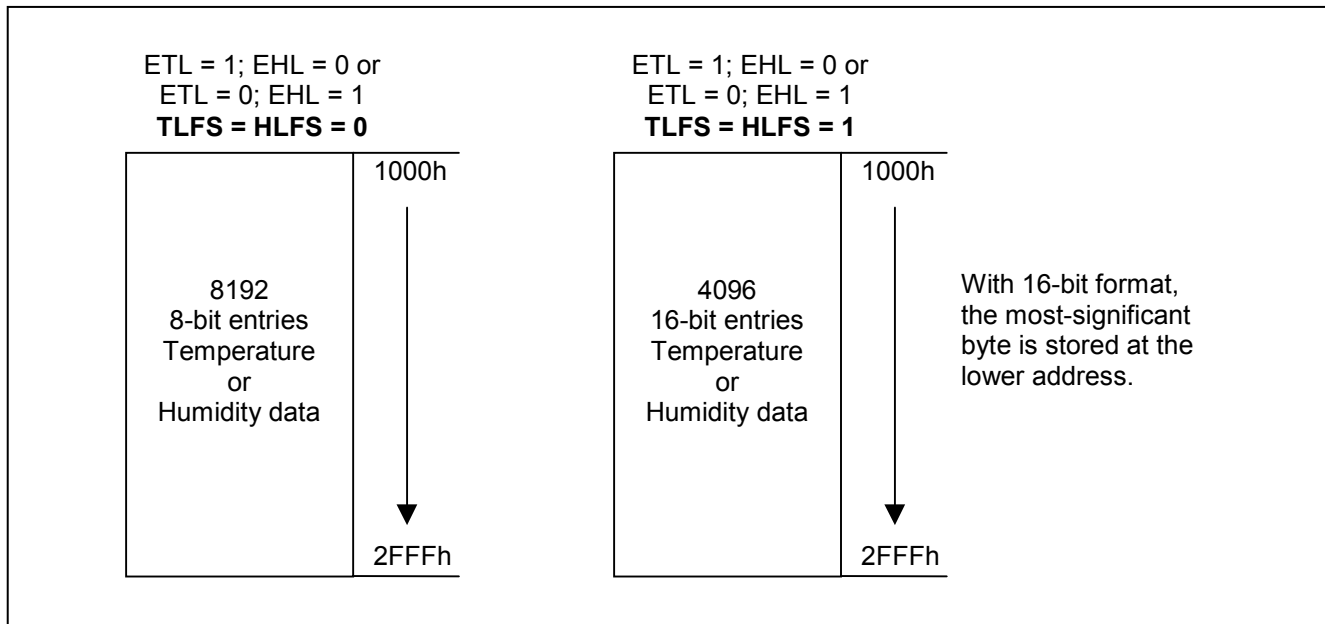 ETL = 1; EHL = 0 or
ETL = 0; EHL = 1
TLFS = HLFS = 0
1000h
8192
8-bit entries
Temperature
or
Humidity data
2FFFh
ETL = 1; EHL = 0 or
ETL = 0; EHL = 1
TLFS = HLFS = 1
1000h
4096
16-bit entries
Temperature
or
Humidity data
2FFFh
With 16-bit format,
the most-significant
byte is stored at the
lower address.